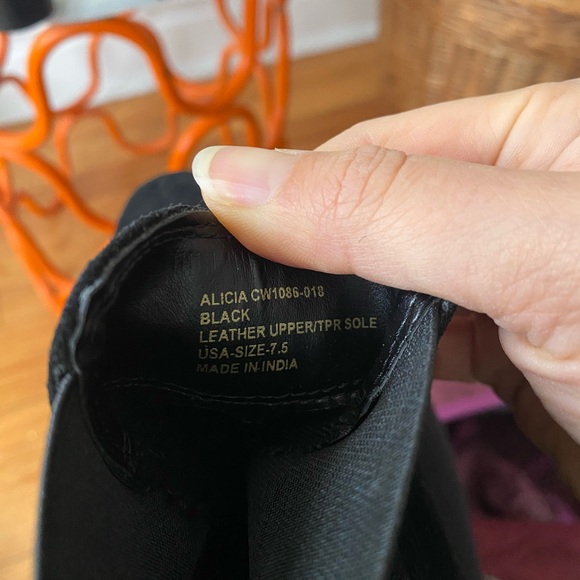 ALICIA CW1086-018
BLACK
LEATHER UPPER/TPR SOLE
USA-SIZE-7.5
MADE IN-INDIA